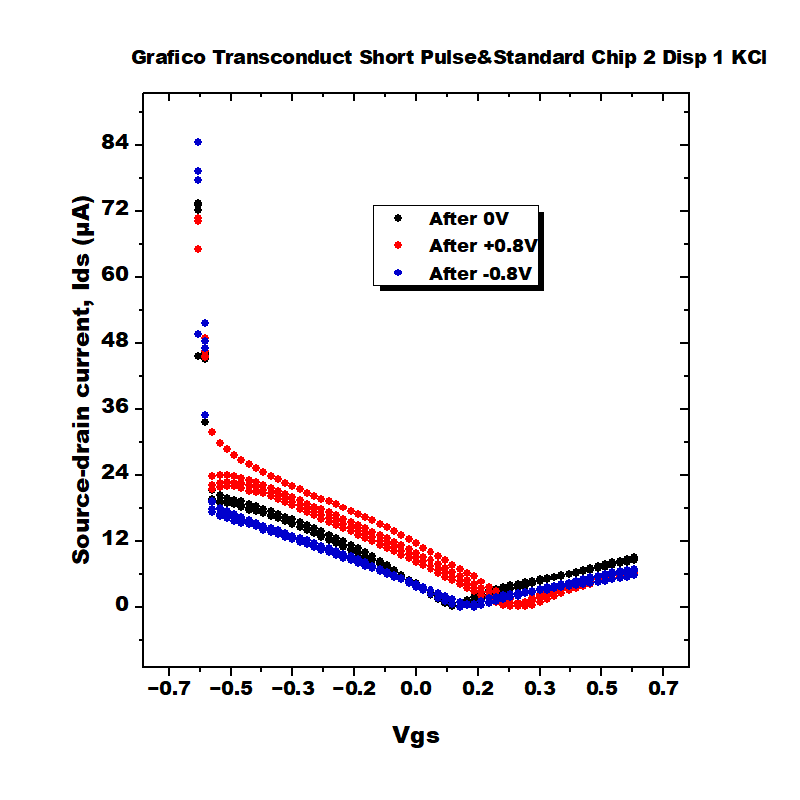 Grafico Transconduct Short Pulse&Standard Chip 2 Disp 1 KCl
84
72
60
48
36
24
12
0
Source-drain current, Ids (µA)
After 0V
After +0.8V
After -0.8V
−0.7 −0.5 −0.3 −0.2 0.0 0.2 0.3 0.5 0.7
Vgs